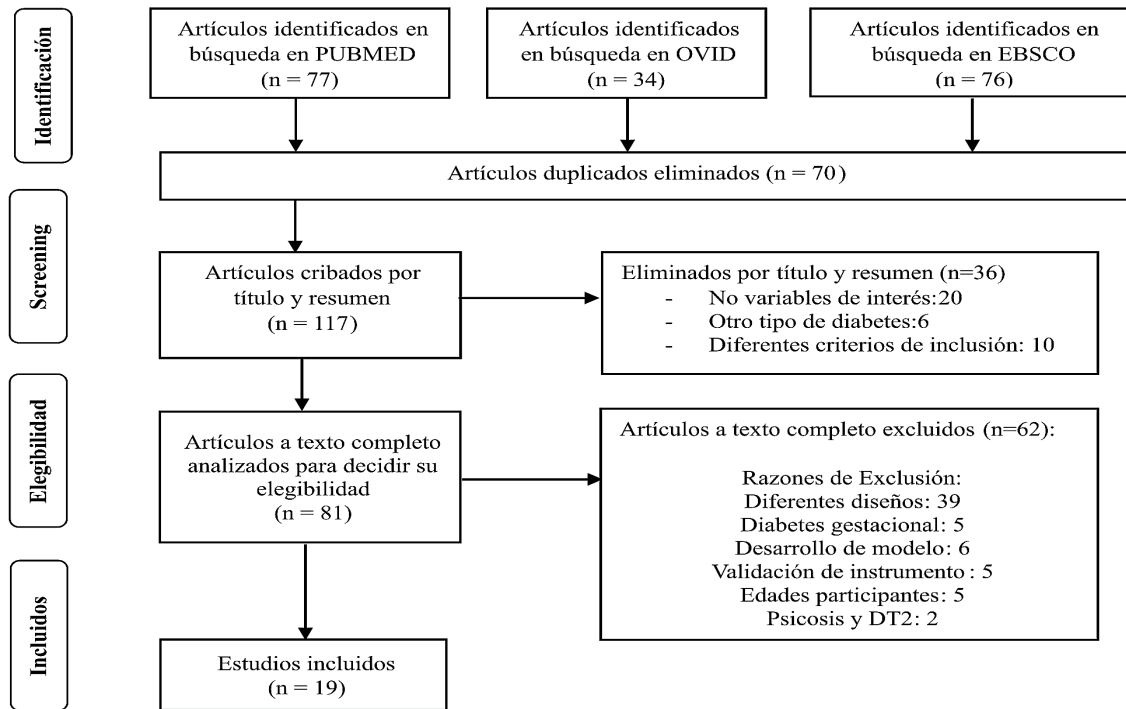 Identificación
Artículos identificados en
búsqueda en PUBMED
(n = 77)
Artículos identificados
en búsqueda en OVID
(n = 34)
Artículos identificados en
búsqueda en EBSCO
(n = 76)
Artículos duplicados eliminados (n = 70)
Screening
Artículos cribados por
título y resumen
(n = 117)
Eliminados por título y resumen (n=36)
- No variables de interés:20
- Otro tipo de diabetes:6
- Diferentes criterios de inclusión: 10
Elegibilidad
Artículos a texto completo
analizados para decidir su
elegibilidad
(n = 81)
Artículos a texto completo excluidos (n=62):
Razones de Exclusión:
Diferentes diseños: 39
Diabetes gestacional: 5
Desarrollo de modelo: 6
Validación de instrumento : 5
Edades participantes: 5
Psicosis y DT2: 2
Incluidos
Estudios incluidos
(n = 19)